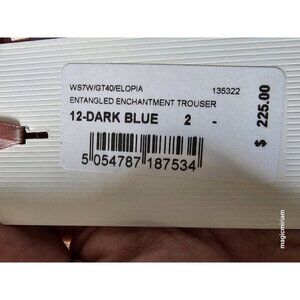 WS7W/GT40/ELOPIA 135322
ENTANGLED ENCHANTMENT TROUSER
12-DARK BLUE 2 -
5 054787 187534
$ 225.00
magicmiriam